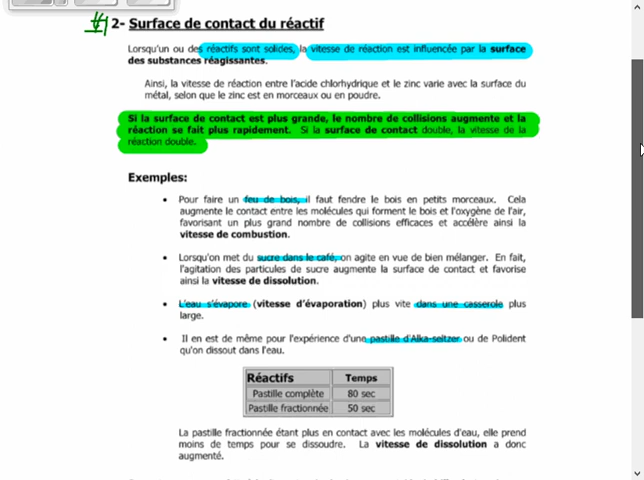 #1 2- Surface de contact du réactif
Lorsqu'un ou des réactifs sont solides, la vitesse de réaction est influencée par la surface
des substances réagissantes.
Ainsi, la vitesse de réaction entre l'acide chlorhydrique et le zinc varie avec la surface du
métal, selon que le zinc est en morceaux ou en poudre.
Si la surface de contact est plus grande, le nombre de collisions augmente et la
réaction se fait plus rapidement. Si la surface de contact double, la vitesse de la
réaction double.
Exemples:
• Pour faire un feu de bois, il faut fendre le bois en petits morceaux. Cela
augmente le contact entre les molécules qui forment le bois et l'oxygène de l'air,
favorisant un plus grand nombre de collisions efficaces et accélère ainsi la
vitesse de combustion.
• Lorsqu'on met du sucre dans le café, on agite en vue de bien mélanger. En fait,
l'agitation des particules de sucre augmente la surface de contact et favorise
ainsi la vitesse de dissolution.
• L'eau s'évapore (vitesse d'évaporation) plus vite dans une casserole plus
large.
• Il en est de même pour l'expérience d'une pastille d'Alka-seltzer ou de Polident
qu'on dissout dans l'eau.
Réactifs Temps
Pastille complète 80 sec
Pastille fractionnée 50 sec
La pastille fractionnée étant plus en contact avec les molécules d'eau, elle prend
moins de temps pour se dissoudre. La vitesse de dissolution a donc
augmenté.